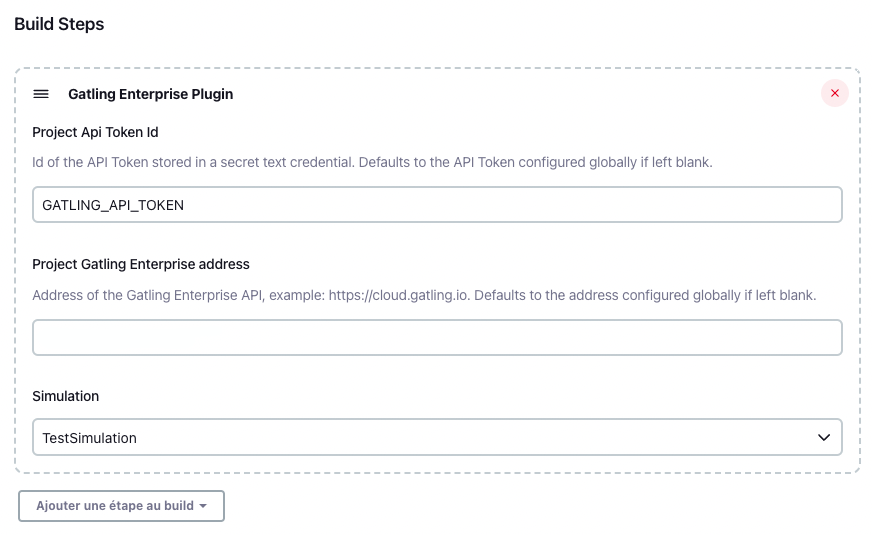 Build Steps
Gatling Enterprise Plugin
Project Api Token Id
Id of the API Token stored in a secret text credential. Defaults to the API Token configured globally if left blank.
GATLING_API_TOKEN
Project Gatling Enterprise address
Address of the Gatling Enterprise API, example: https://cloud.gatling.io. Defaults to the address configured globally if left blank.
Simulation
TestSimulation
Ajouter une étape au build